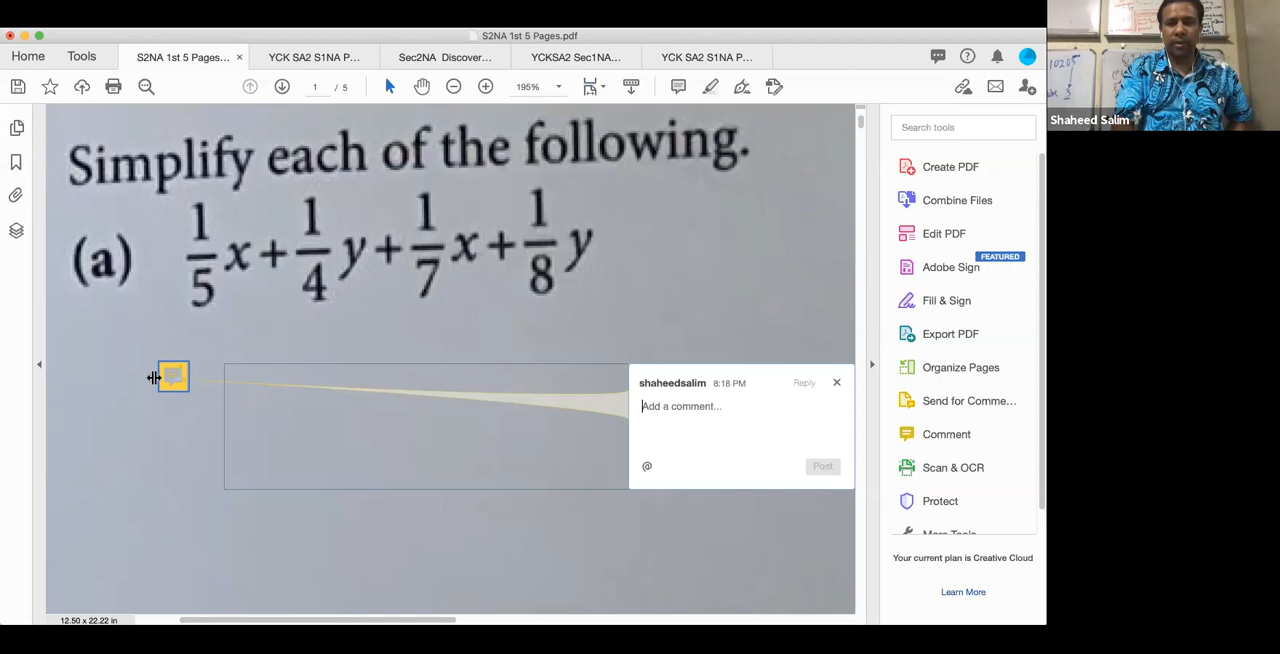 S2NA 1st 5 Pages.pdf
Home
Tools
S2NA 1st 5 Pages...
×
YCK SA2 S1NA P...
Sec2NA Discover...
YCKSA2 Sec1NA...
YCK SA2 S1NA P...
1 / 5
195%
Simplify each of the following.
(a) 1/5 x + 1/4 y + 1/7 x + 1/8 y
shaheedsalim 8:18 PM Reply ×
Add a comment...
@
Post
12.50 x 22.22 in
Search tools
Create PDF
Combine Files
Edit PDF
FEATURED
Adobe Sign
Fill & Sign
Export PDF
Organize Pages
Send for Comme...
Comment
Scan & OCR
Protect
More Tools
Your current plan is Creative Cloud
Learn More
Shaheed Salim